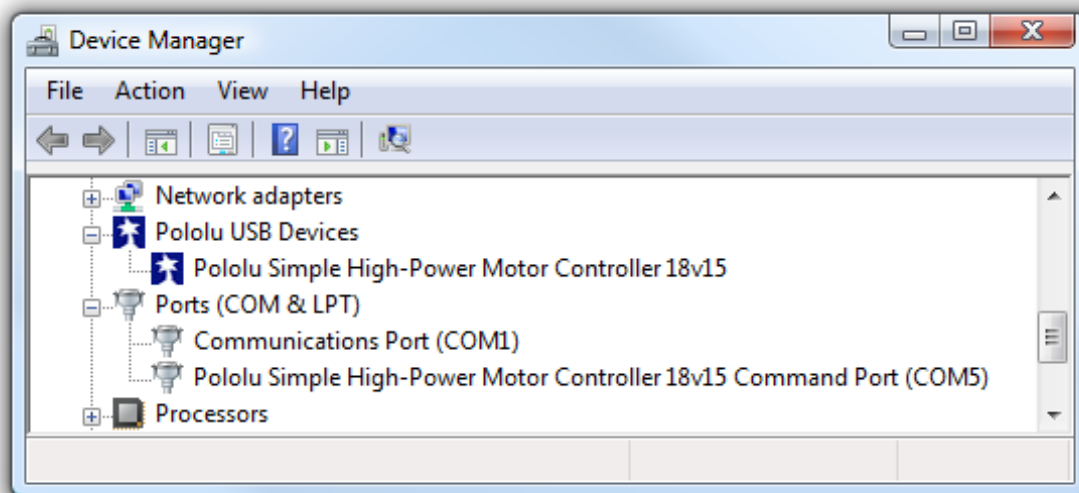 Device Manager
File Action View Help
Network adapters
Pololu USB Devices
Pololu Simple High-Power Motor Controller 18v15
Ports (COM & LPT)
Communications Port (COM1)
Pololu Simple High-Power Motor Controller 18v15 Command Port (COM5)
Processors